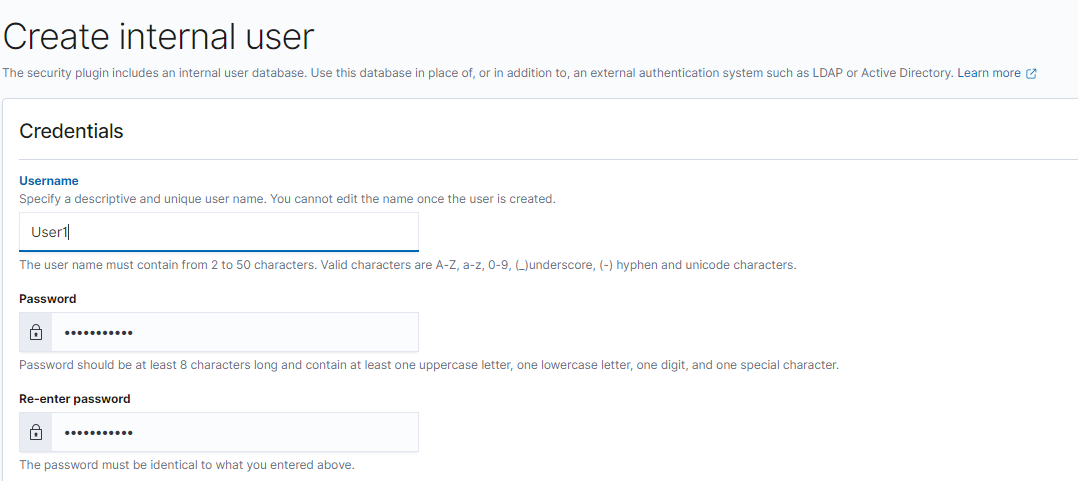 Create internal user
The security plugin includes an internal user database. Use this database in place of, or in addition to, an external authentication system such as LDAP or Active Directory. Learn more
Credentials
Username
Specify a descriptive and unique user name. You cannot edit the name once the user is created.
User1
The user name must contain from 2 to 50 characters. Valid characters are A-Z, a-z, 0-9, (_)underscore, (-) hyphen and unicode characters.
Password
•••••••••••
Password should be at least 8 characters long and contain at least one uppercase letter, one lowercase letter, one digit, and one special character.
Re-enter password
•••••••••••
The password must be identical to what you entered above.